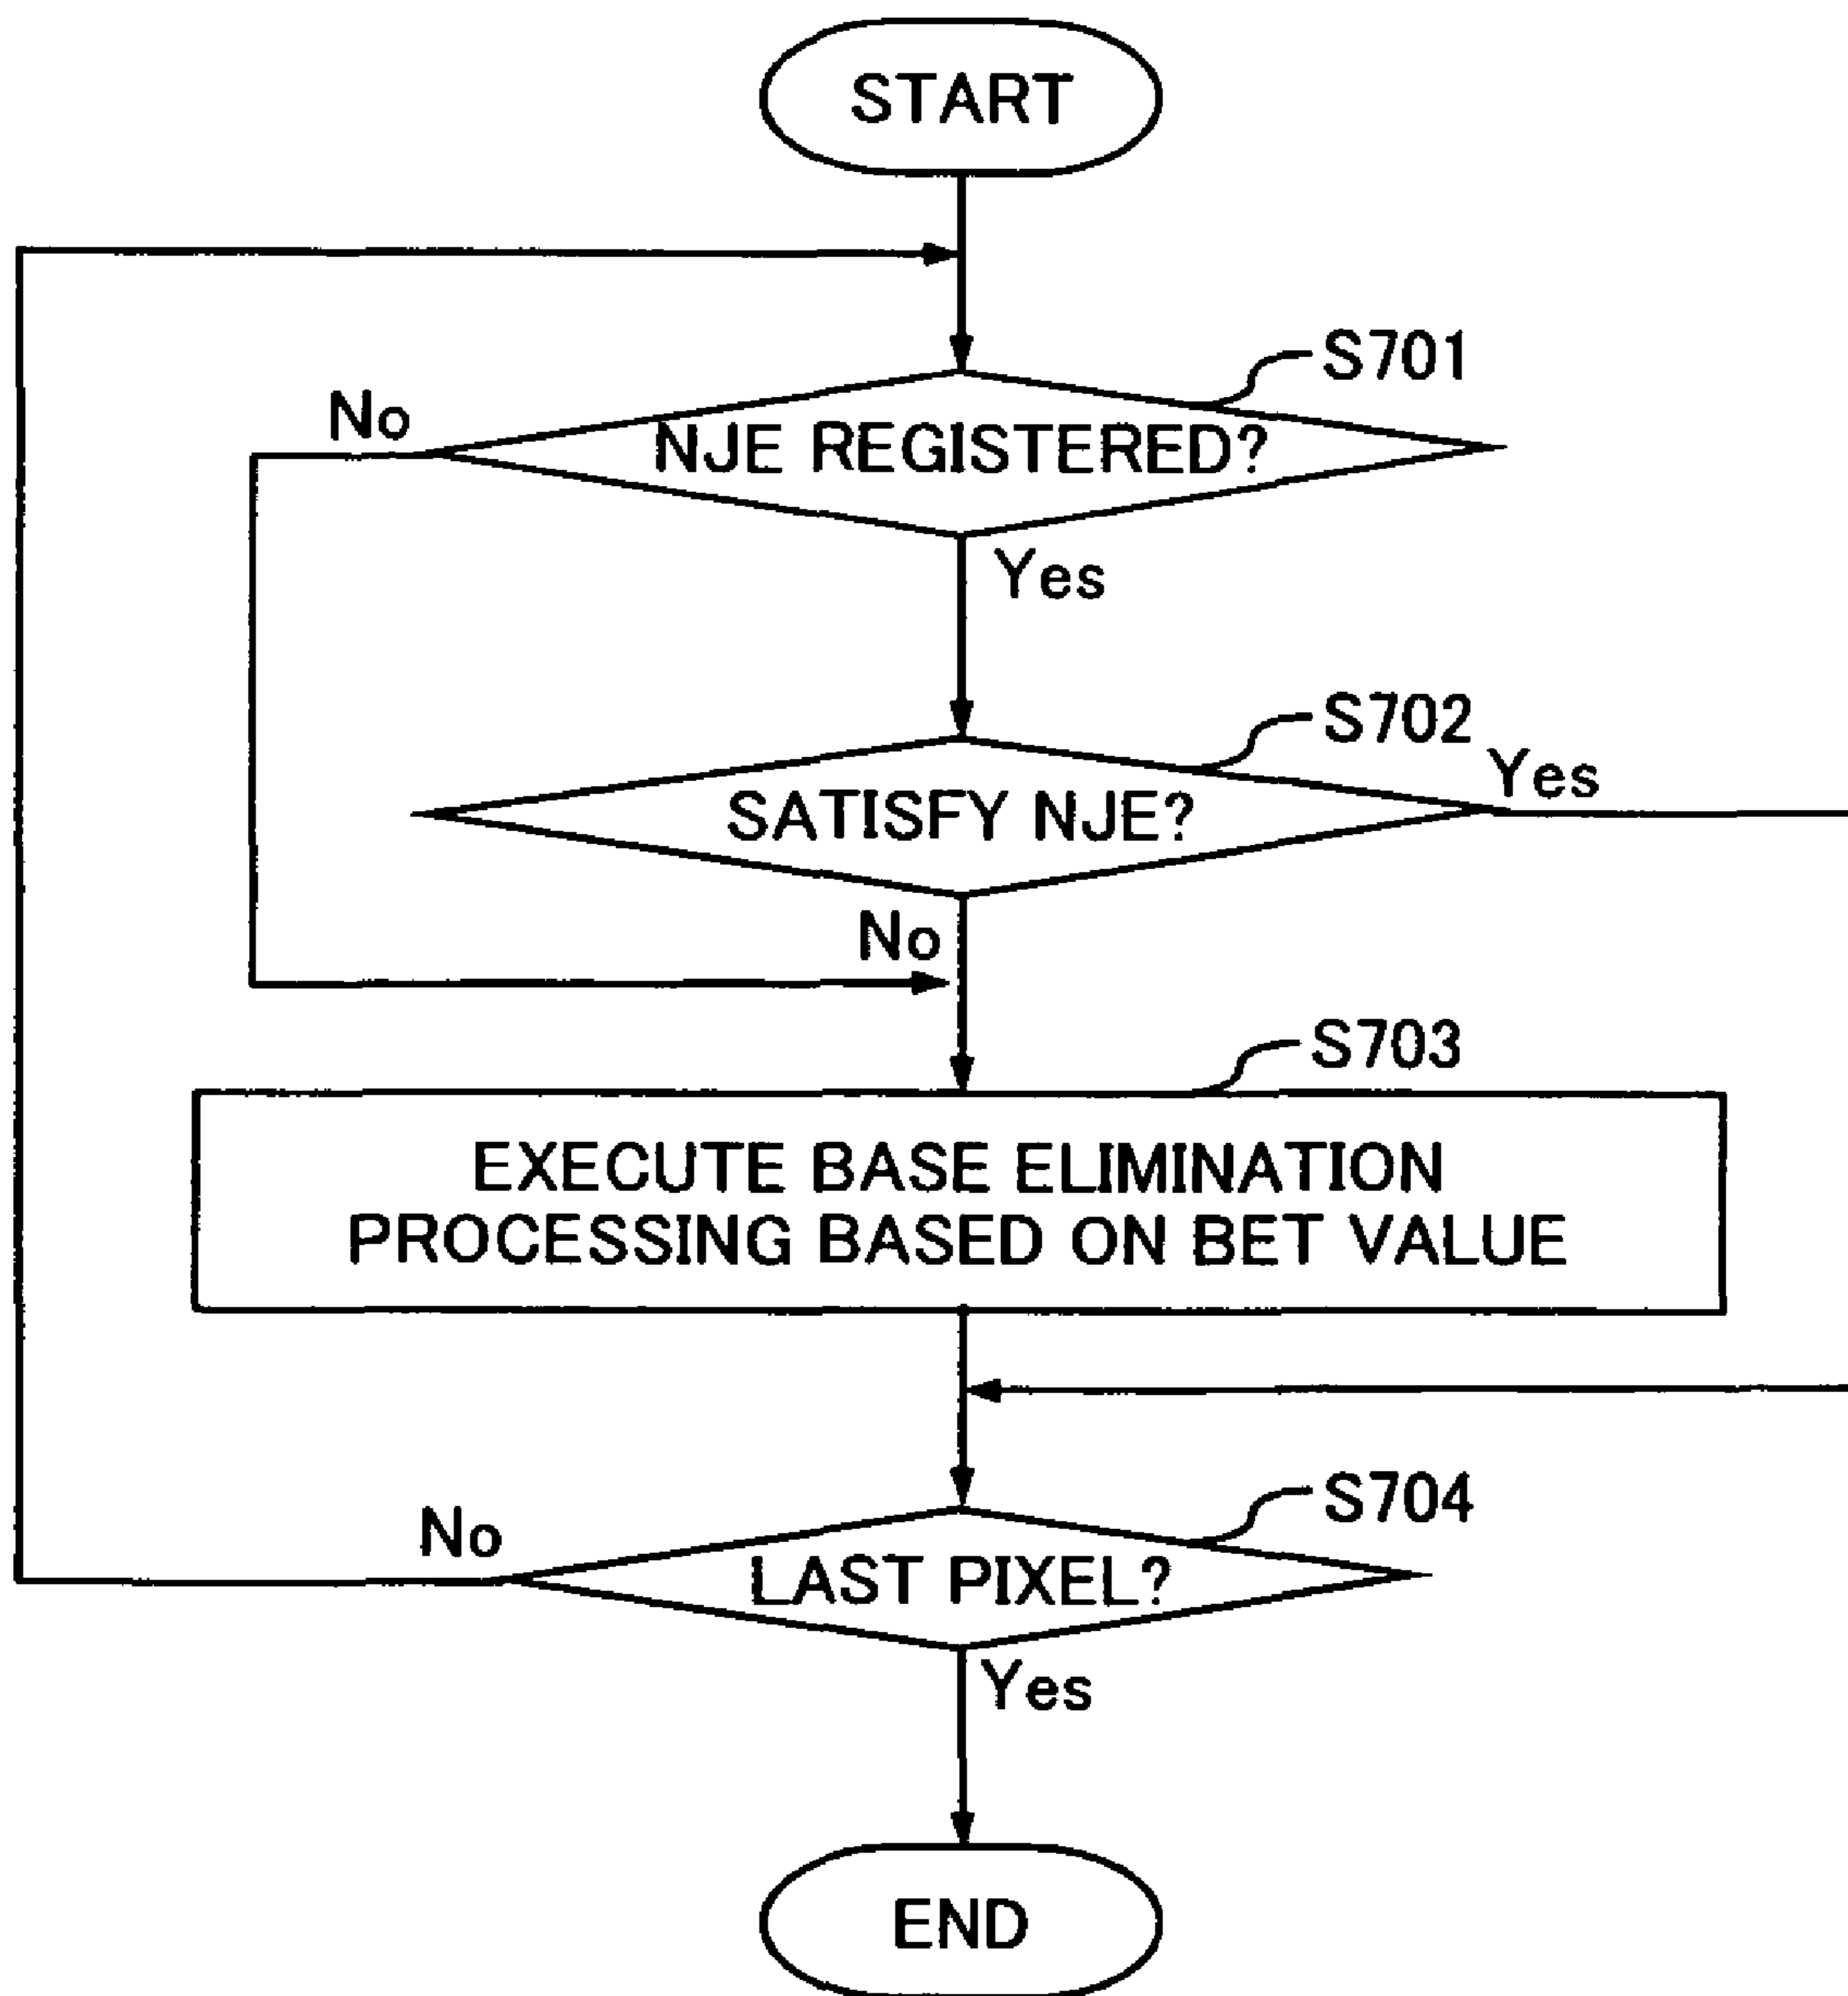 START
S701
No
NJE REGISTERED?
Yes
S702
Yes
SATISFY NJE?
No
S703
EXECUTE BASE ELIMINATION
PROCESSING BASED ON BET VALUE
S704
No
LAST PIXEL?
Yes
END